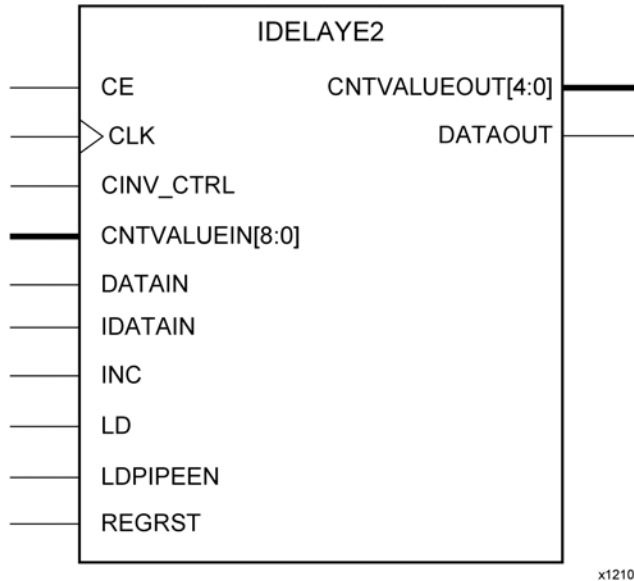 IDELAYE2
CE
CNTVALUEOUT[4:0]
CLK
DATAOUT
CINV_CTRL
CNTVALUEIN[8:0]
DATAIN
IDATAIN
INC
LD
LDPIPEEN
REGRST
x1210